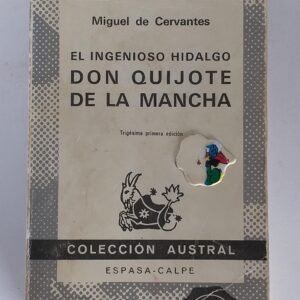 Miguel de Cervantes
EL INGENIOSO HIDALGO
DON QUIJOTE
DE LA MANCHA
Trigésima primera edición
COLECCIÓN AUSTRAL
ESPASA-CALPE